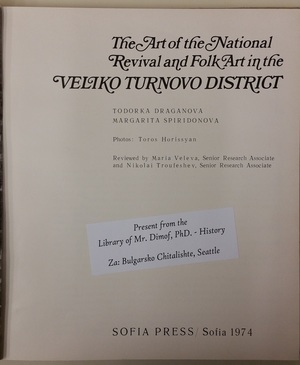 The Art of the National
Revival and Folk Art in the
VELIKO TURNOVO DISTRICT
TODORKA DRAGANOVA
MARGARITA SPIRIDONOVA
Photos: Toros Horissyan
Reviewed by Maria Veleva, Senior Research Associate
and Nikolai Trouleshev, Senior Research Associate
Present from the
Library of Mr. Dimof, PhD. - History
Za: Bulgarsko Chitalishte, Seattle
SOFIA PRESS / Sofia 1974